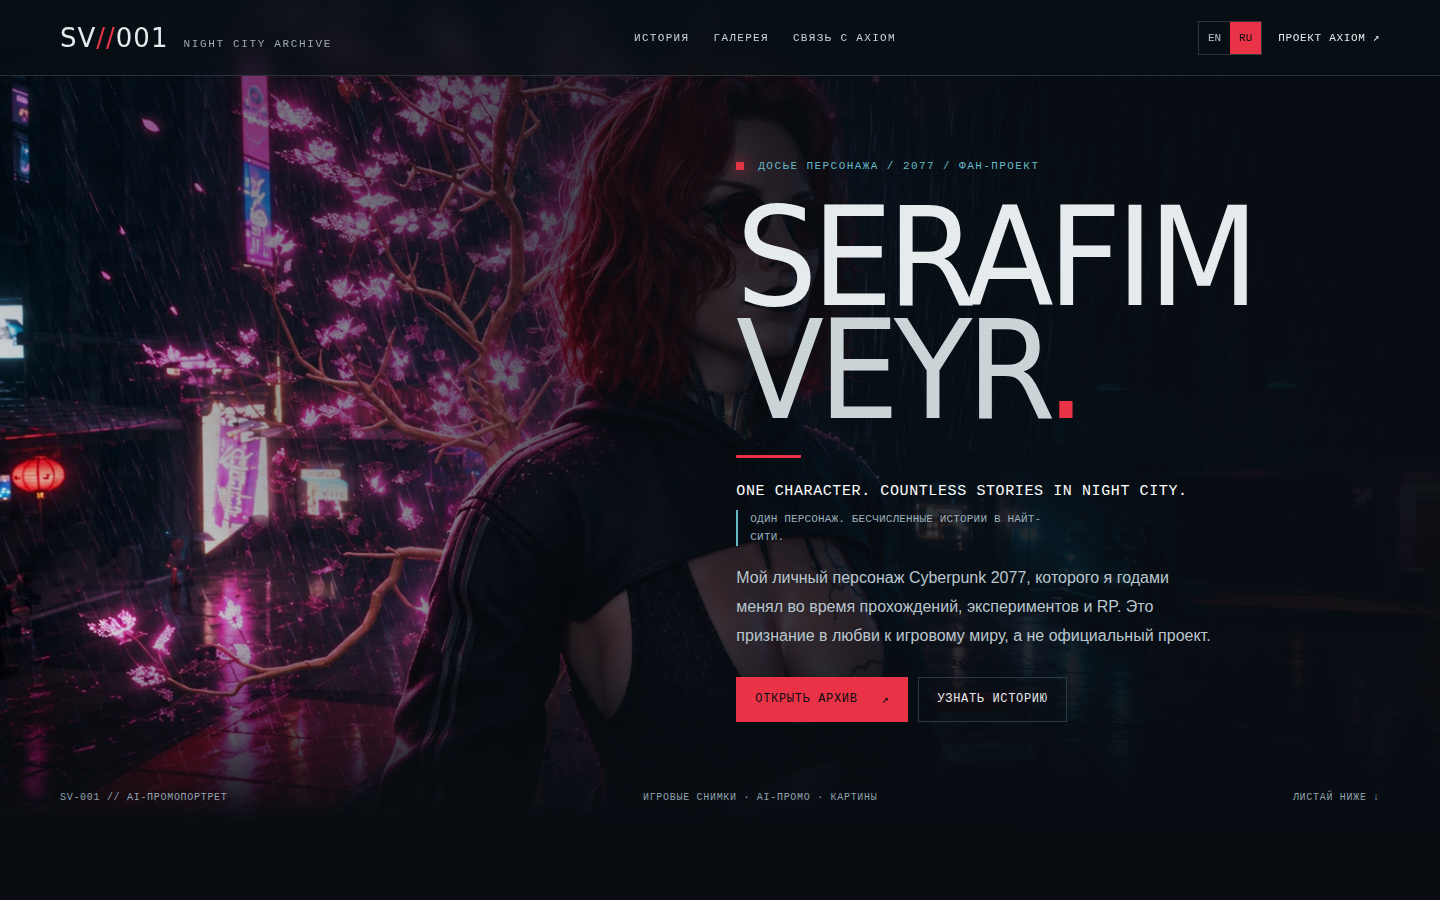 SV//001 NIGHT CITY ARCHIVE
ИСТОРИЯ ГАЛЕРЕЯ СВЯЗЬ С AXIOM
EN RU ПРОЕКТ AXIOM ↗
ДОСЬЕ ПЕРСОНАЖА / 2077 / ФАН-ПРОЕКТ
SERAFIM
VEYR.
ONE CHARACTER. COUNTLESS STORIES IN NIGHT CITY.
ОДИН ПЕРСОНАЖ. БЕСЧИСЛЕННЫЕ ИСТОРИИ В НАЙТ-
СИТИ.
Мой личный персонаж Cyberpunk 2077, которого я годами
менял во время прохождений, экспериментов и RP. Это
признание в любви к игровому миру, а не официальный проект.
ОТКРЫТЬ АРХИВ ↗
УЗНАТЬ ИСТОРИЮ
SV-001 // AI-ПРОМОПОРТРЕТ
ИГРОВЫЕ СНИМКИ · AI-ПРОМО · КАРТИНЫ
ЛИСТАЙ НИЖЕ ↓